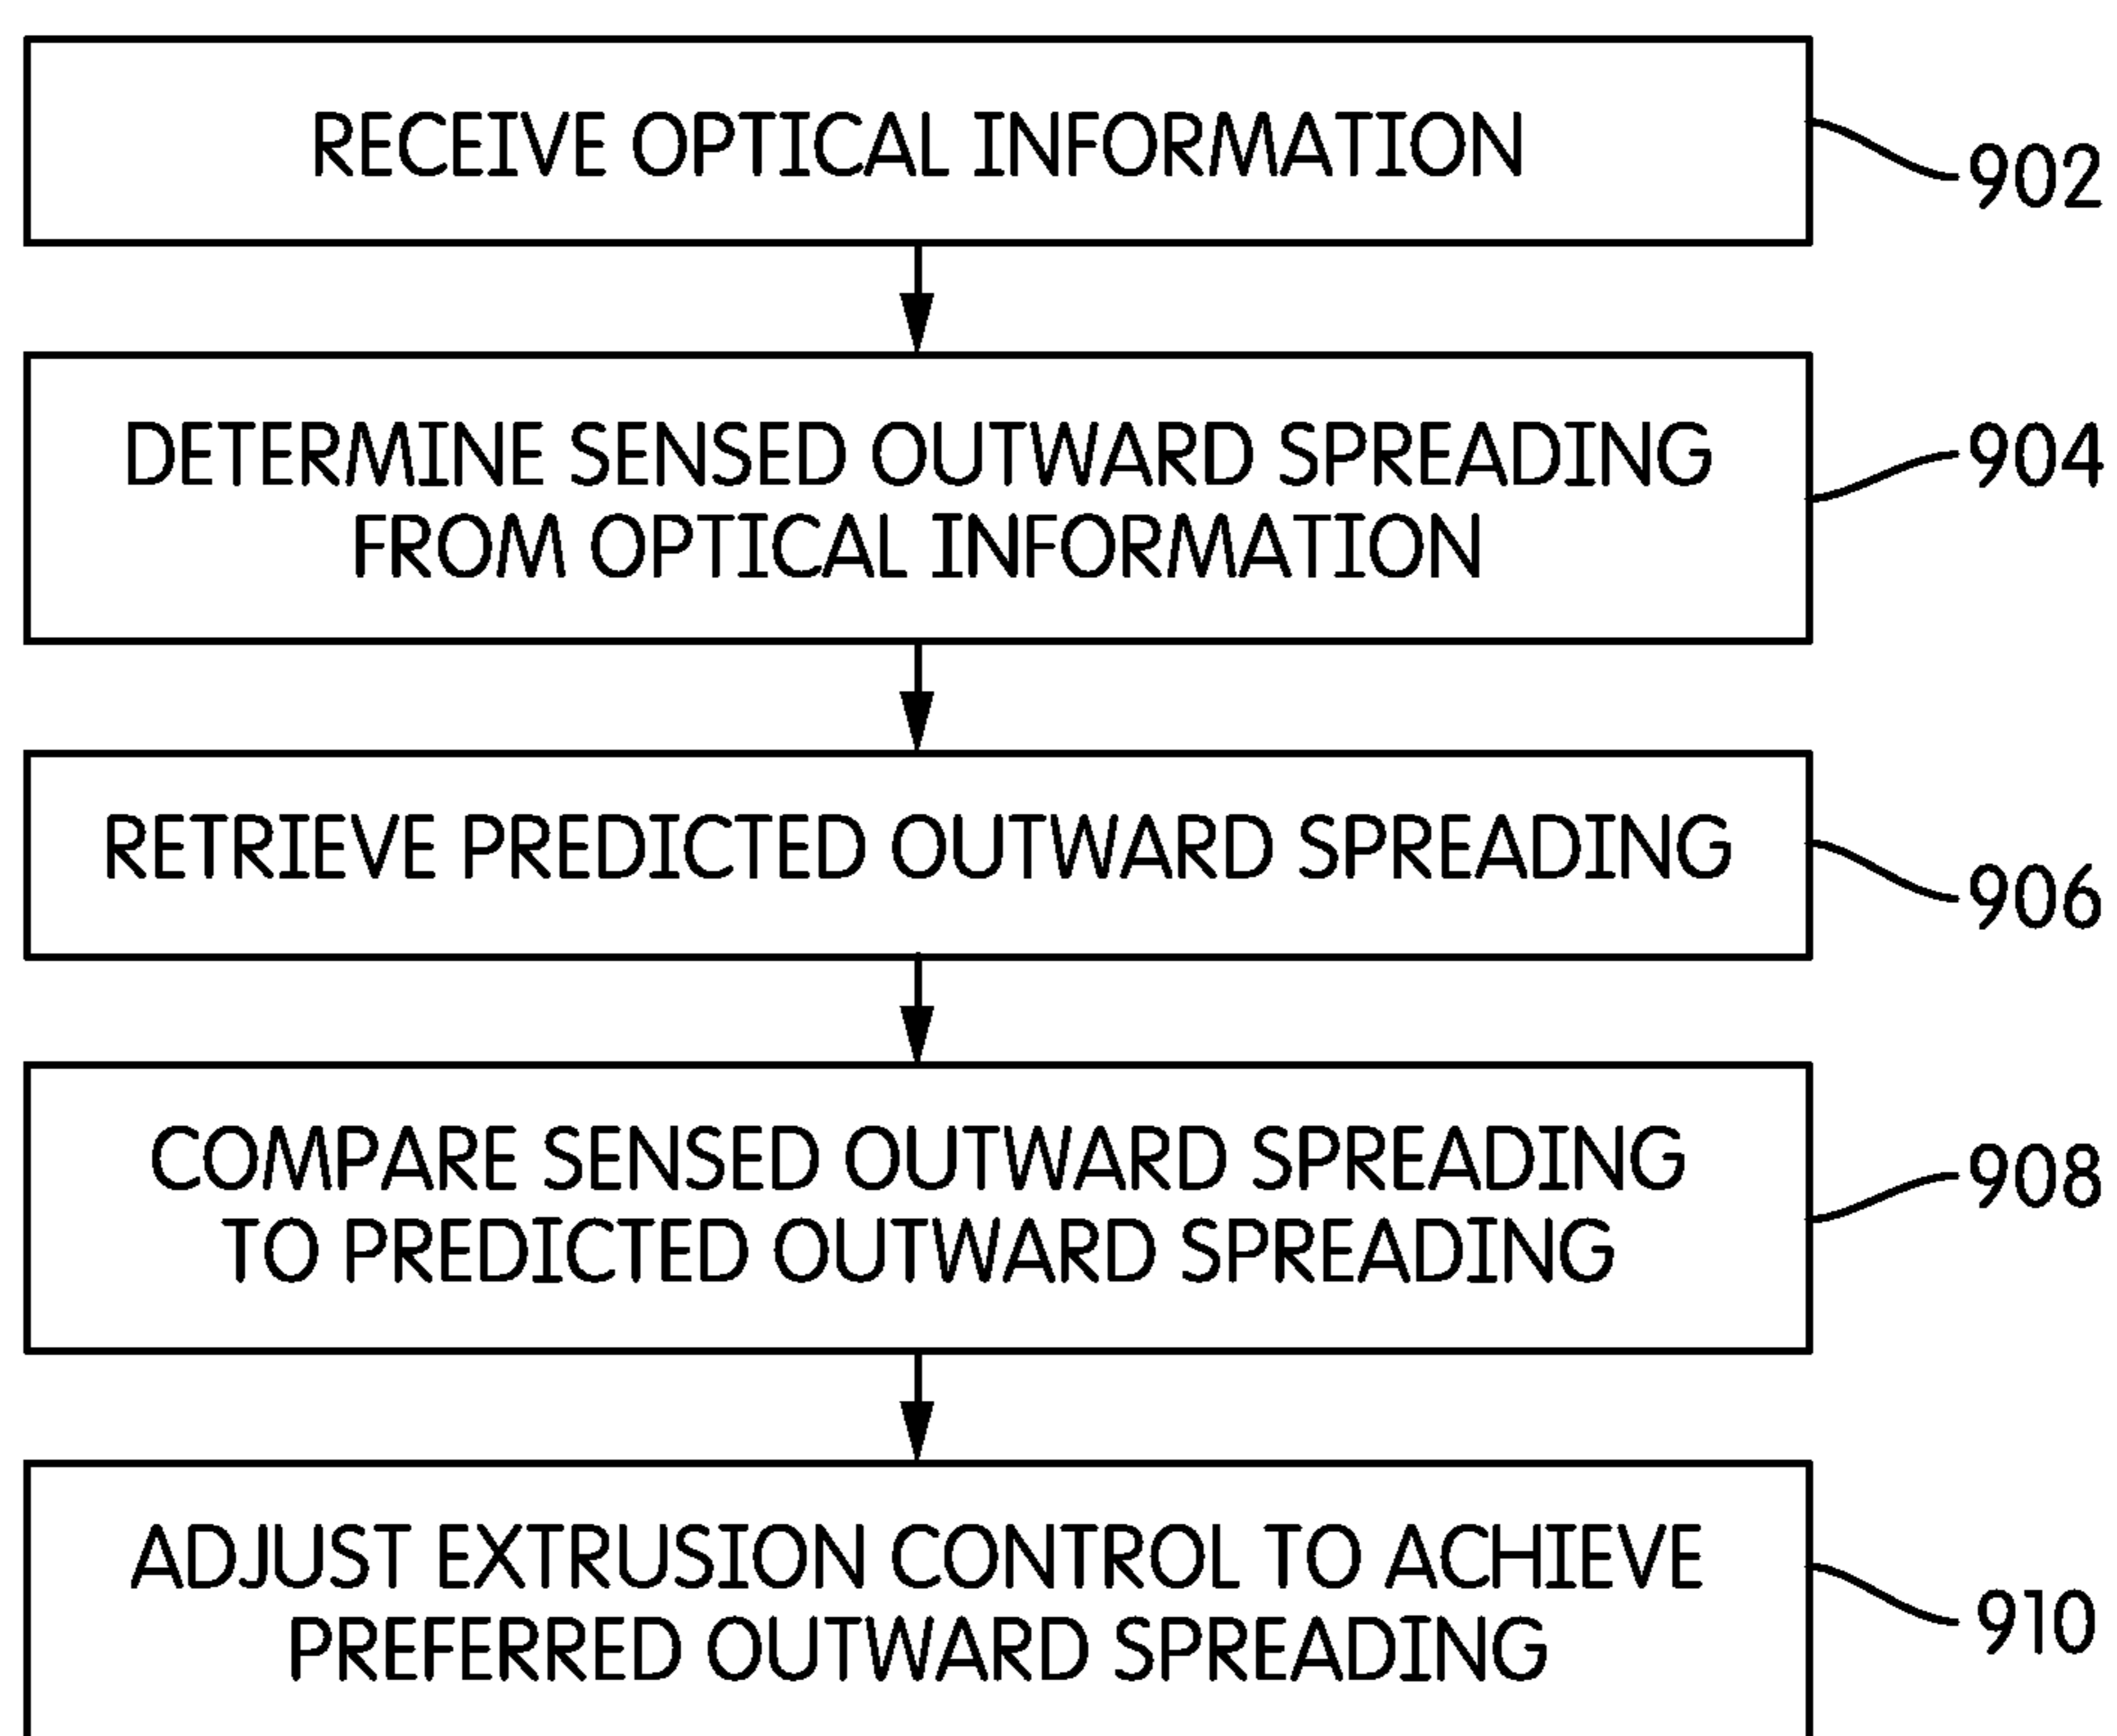 RECEIVE OPTICAL INFORMATION
902
DETERMINE SENSED OUTWARD SPREADING
FROM OPTICAL INFORMATION
904
RETRIEVE PREDICTED OUTWARD SPREADING
906
COMPARE SENSED OUTWARD SPREADING
TO PREDICTED OUTWARD SPREADING
908
ADJUST EXTRUSION CONTROL TO ACHIEVE
PREFERRED OUTWARD SPREADING
910